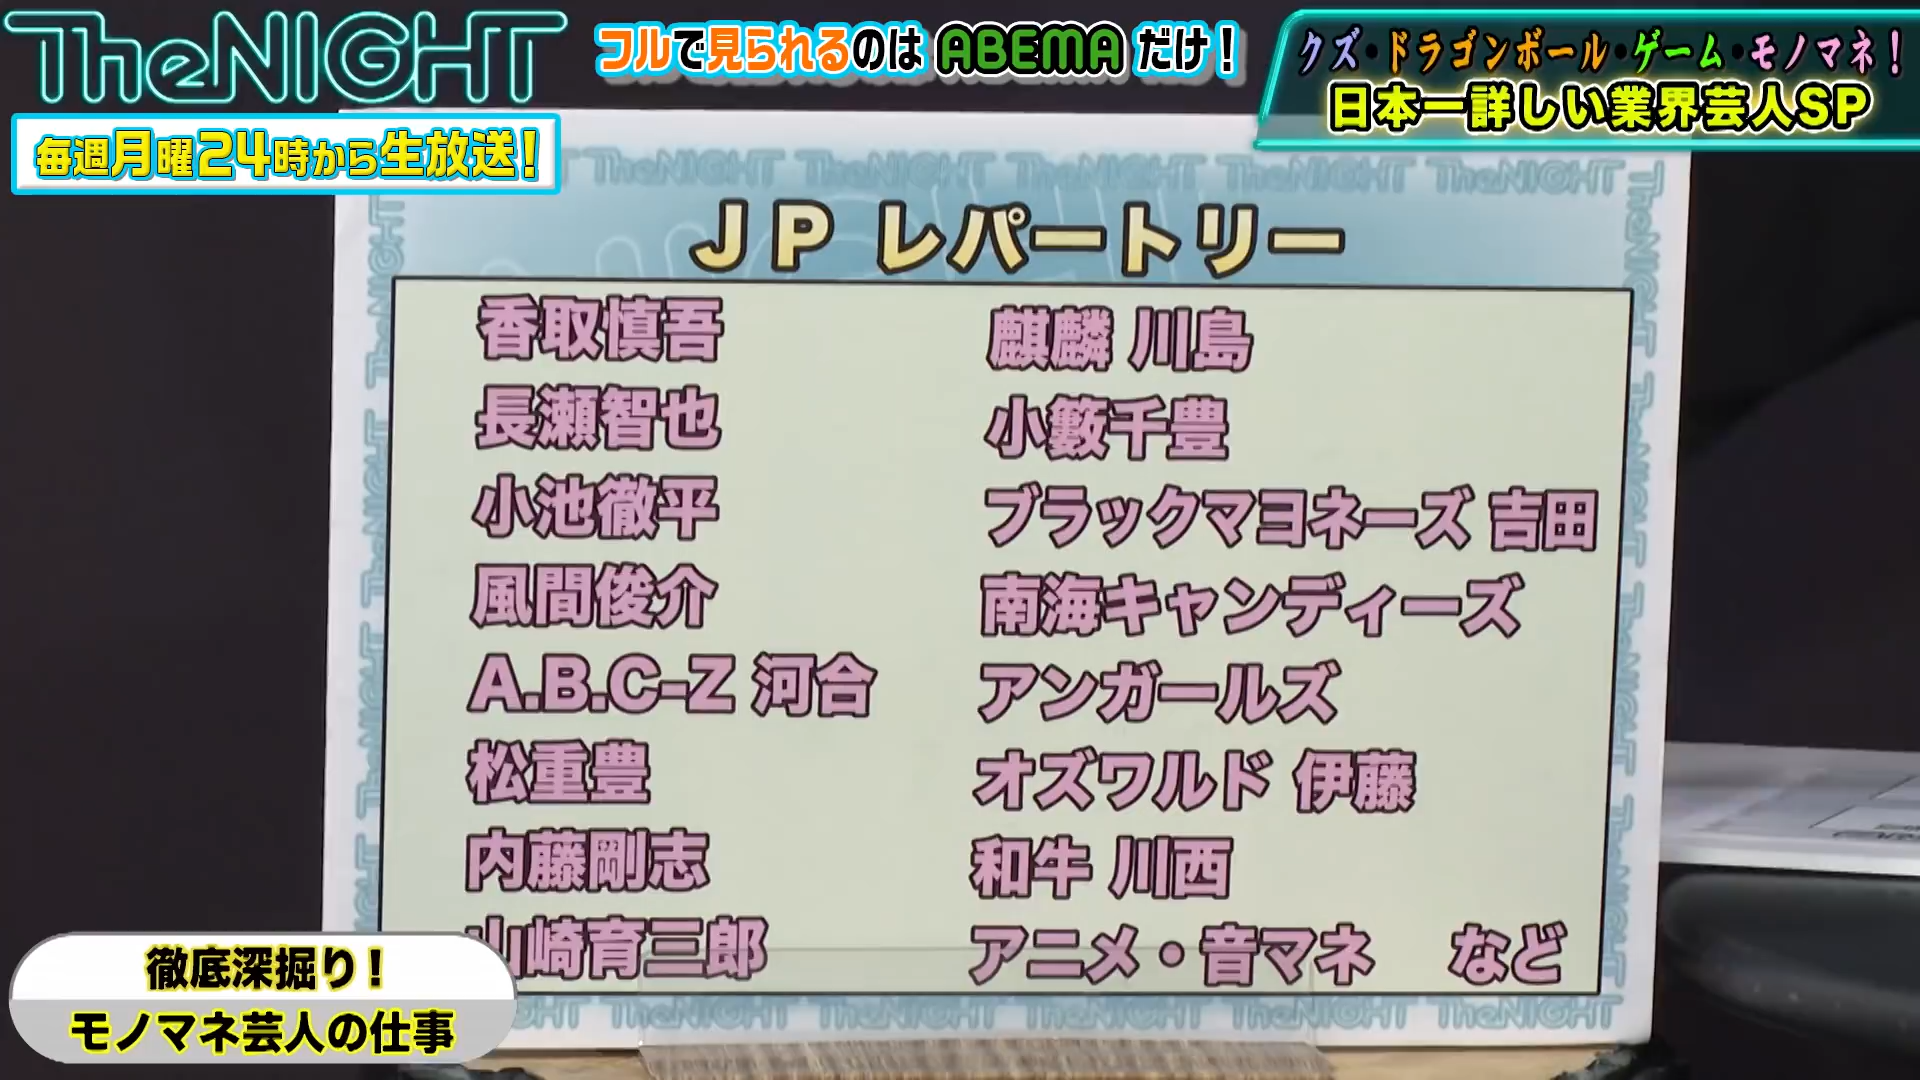 TheNIGHT
フルで見られるのは ABEMA だけ！
クズ・ドラゴンボール・ゲーム・モノマネ！
日本一詳しい業界芸人SP
毎週月曜24時から生放送！
JP レパートリー
香取慎吾
長瀬智也
小池徹平
風間俊介
A.B.C-Z 河合
松重豊
内藤剛志
山崎育三郎
麒麟 川島
小籔千豊
ブラックマヨネーズ 吉田
南海キャンディーズ
アンガールズ
オズワルド 伊藤
和牛 川西
アニメ・音マネ など
徹底深掘り！
モノマネ芸人の仕事